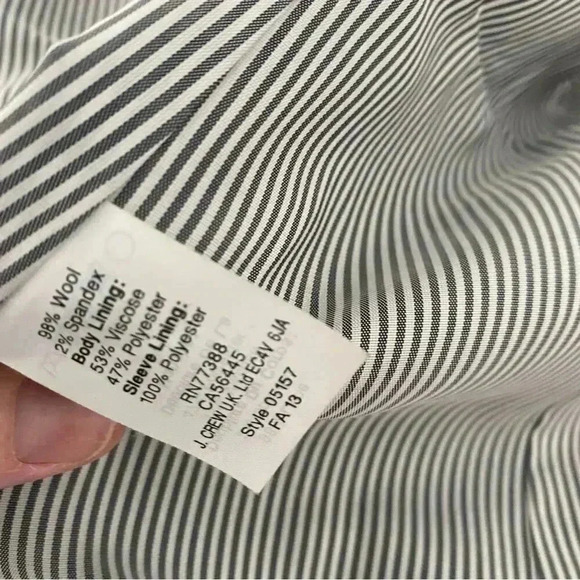 98% Wool
2% Spandex
Body Lining:
53% Viscose
47% Polyester
Sleeve Lining:
100% Polyester
RN77388
CA56445
J. CREW U.K. Ltd EC4V 6JA
Style 05157
FA 13